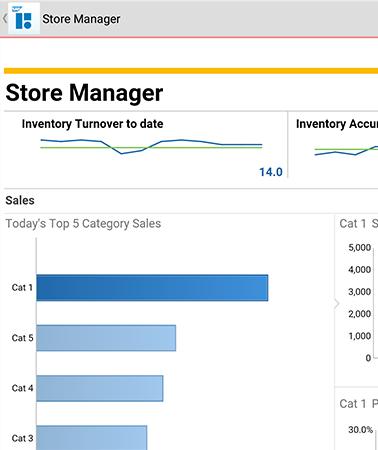 Store Manager
Store Manager
Inventory Turnover to date
14.0
Inventory Accur
Sales
Today's Top 5 Category Sales
Cat 1
Cat 5
Cat 4
Cat 3
Cat 1 S
5,000
4,000
3,000
2,000
1,000
0
Cat 1 P
30.0%